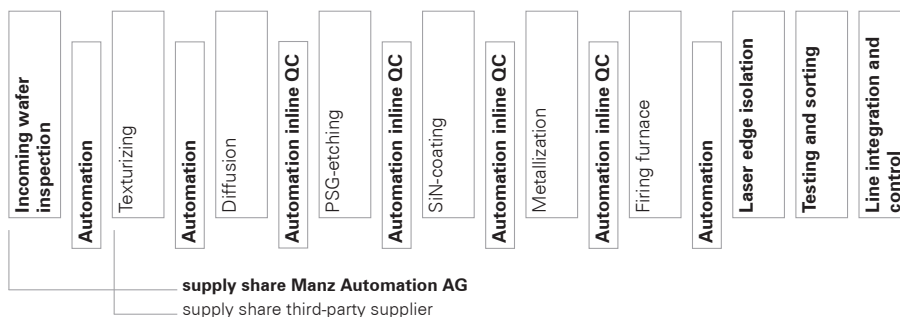 Incoming wafer
inspection
Automation
Texturizing
Automation
Diffusion
Automation inline QC
PSG-etching
Automation inline QC
SiN-coating
Automation inline QC
Metallization
Automation inline QC
Firing furnace
Automation
Laser edge isolation
Testing and sorting
Line integration and
control
supply share Manz Automation AG
supply share third-party supplier